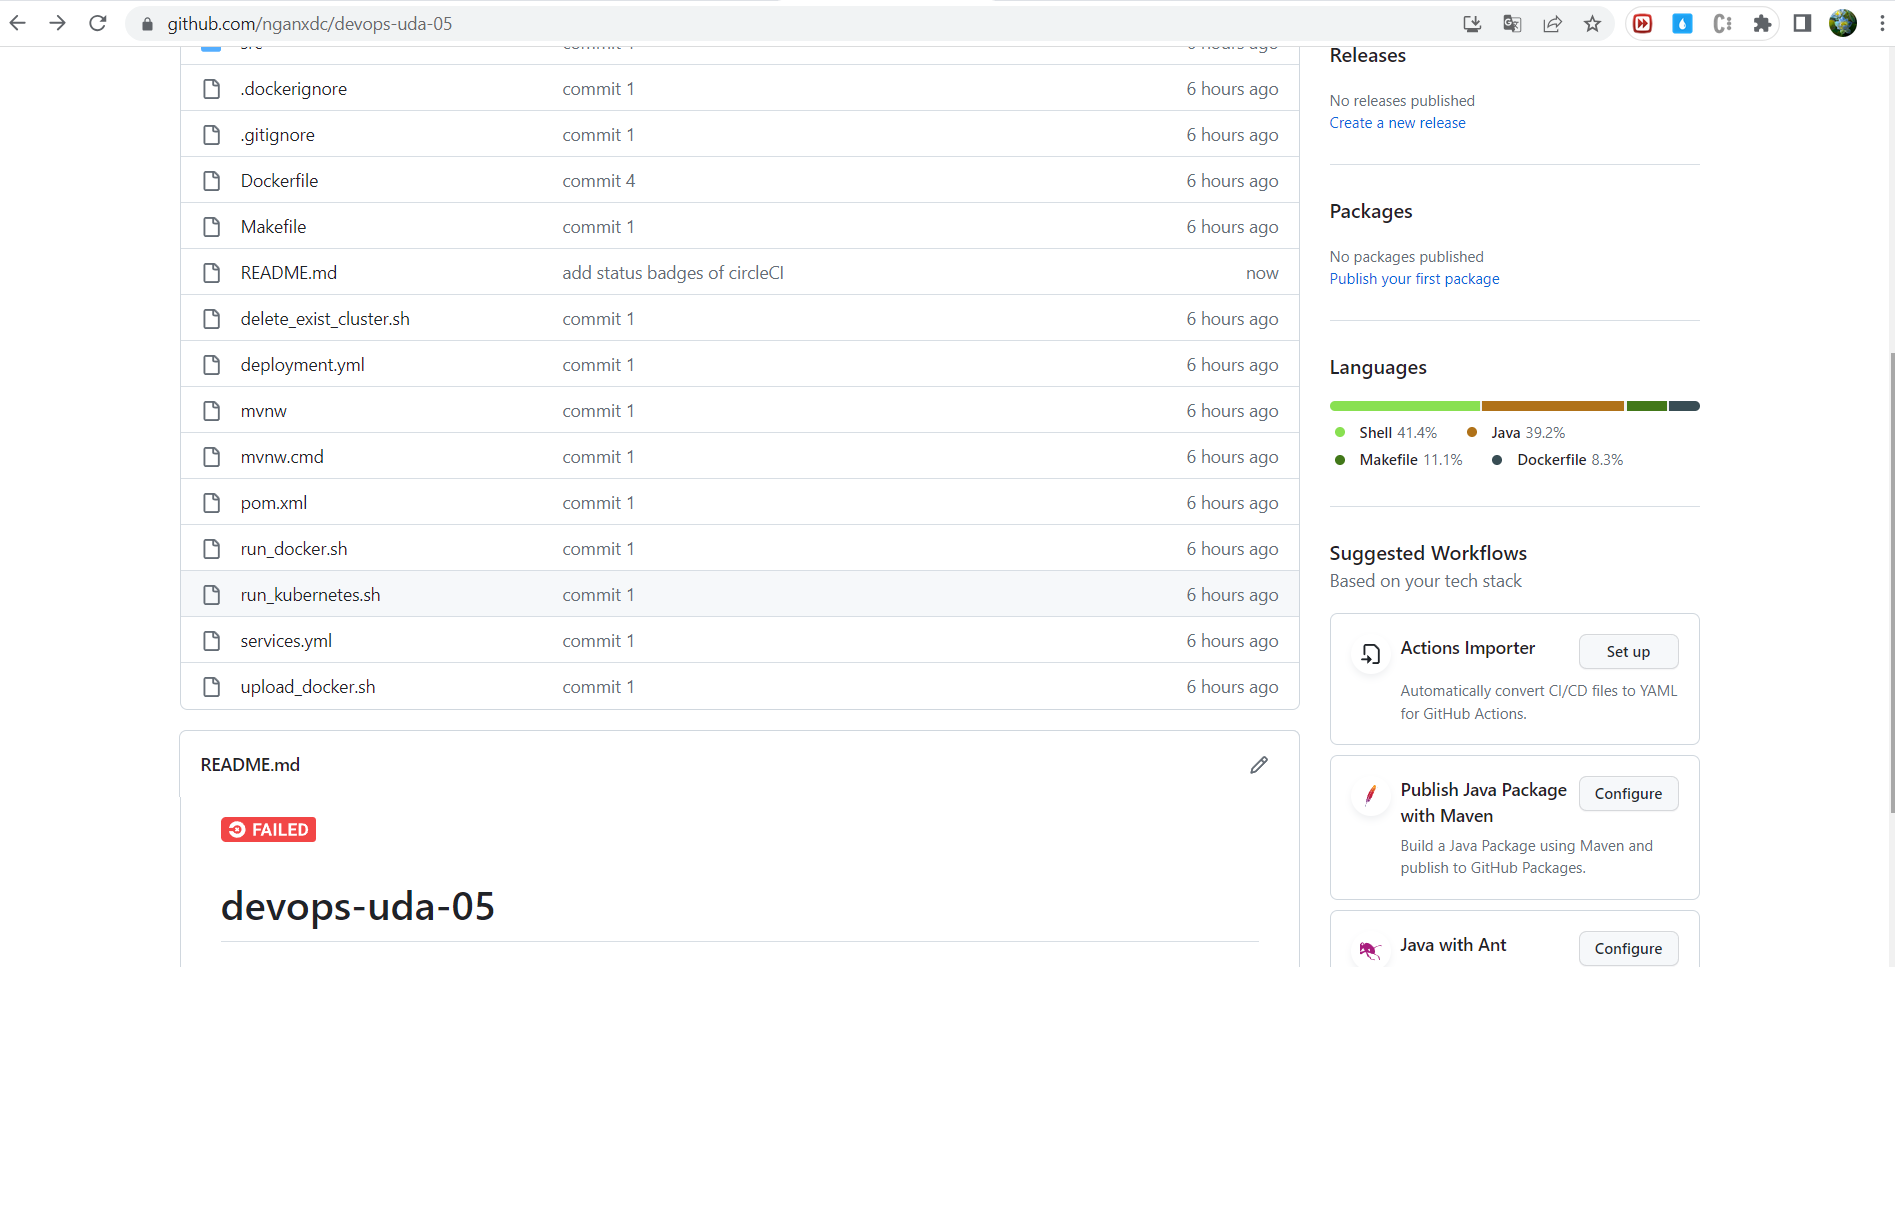 github.com/nganxdc/devops-uda-05
src commit 1 6 hours ago
.dockerignore commit 1 6 hours ago
.gitignore commit 1 6 hours ago
Dockerfile commit 4 6 hours ago
Makefile commit 1 6 hours ago
README.md add status badges of circleCI now
delete_exist_cluster.sh commit 1 6 hours ago
deployment.yml commit 1 6 hours ago
mvnw commit 1 6 hours ago
mvnw.cmd commit 1 6 hours ago
pom.xml commit 1 6 hours ago
run_docker.sh commit 1 6 hours ago
run_kubernetes.sh commit 1 6 hours ago
services.yml commit 1 6 hours ago
upload_docker.sh commit 1 6 hours ago
README.md
FAILED
devops-uda-05
Releases
No releases published
Create a new release
Packages
No packages published
Publish your first package
Languages
Shell 41.4% Java 39.2%
Makefile 11.1% Dockerfile 8.3%
Suggested Workflows
Based on your tech stack
Actions Importer Set up
Automatically convert CI/CD files to YAML
for GitHub Actions.
Publish Java Package Configure
with Maven
Build a Java Package using Maven and
publish to GitHub Packages.
Java with Ant Configure